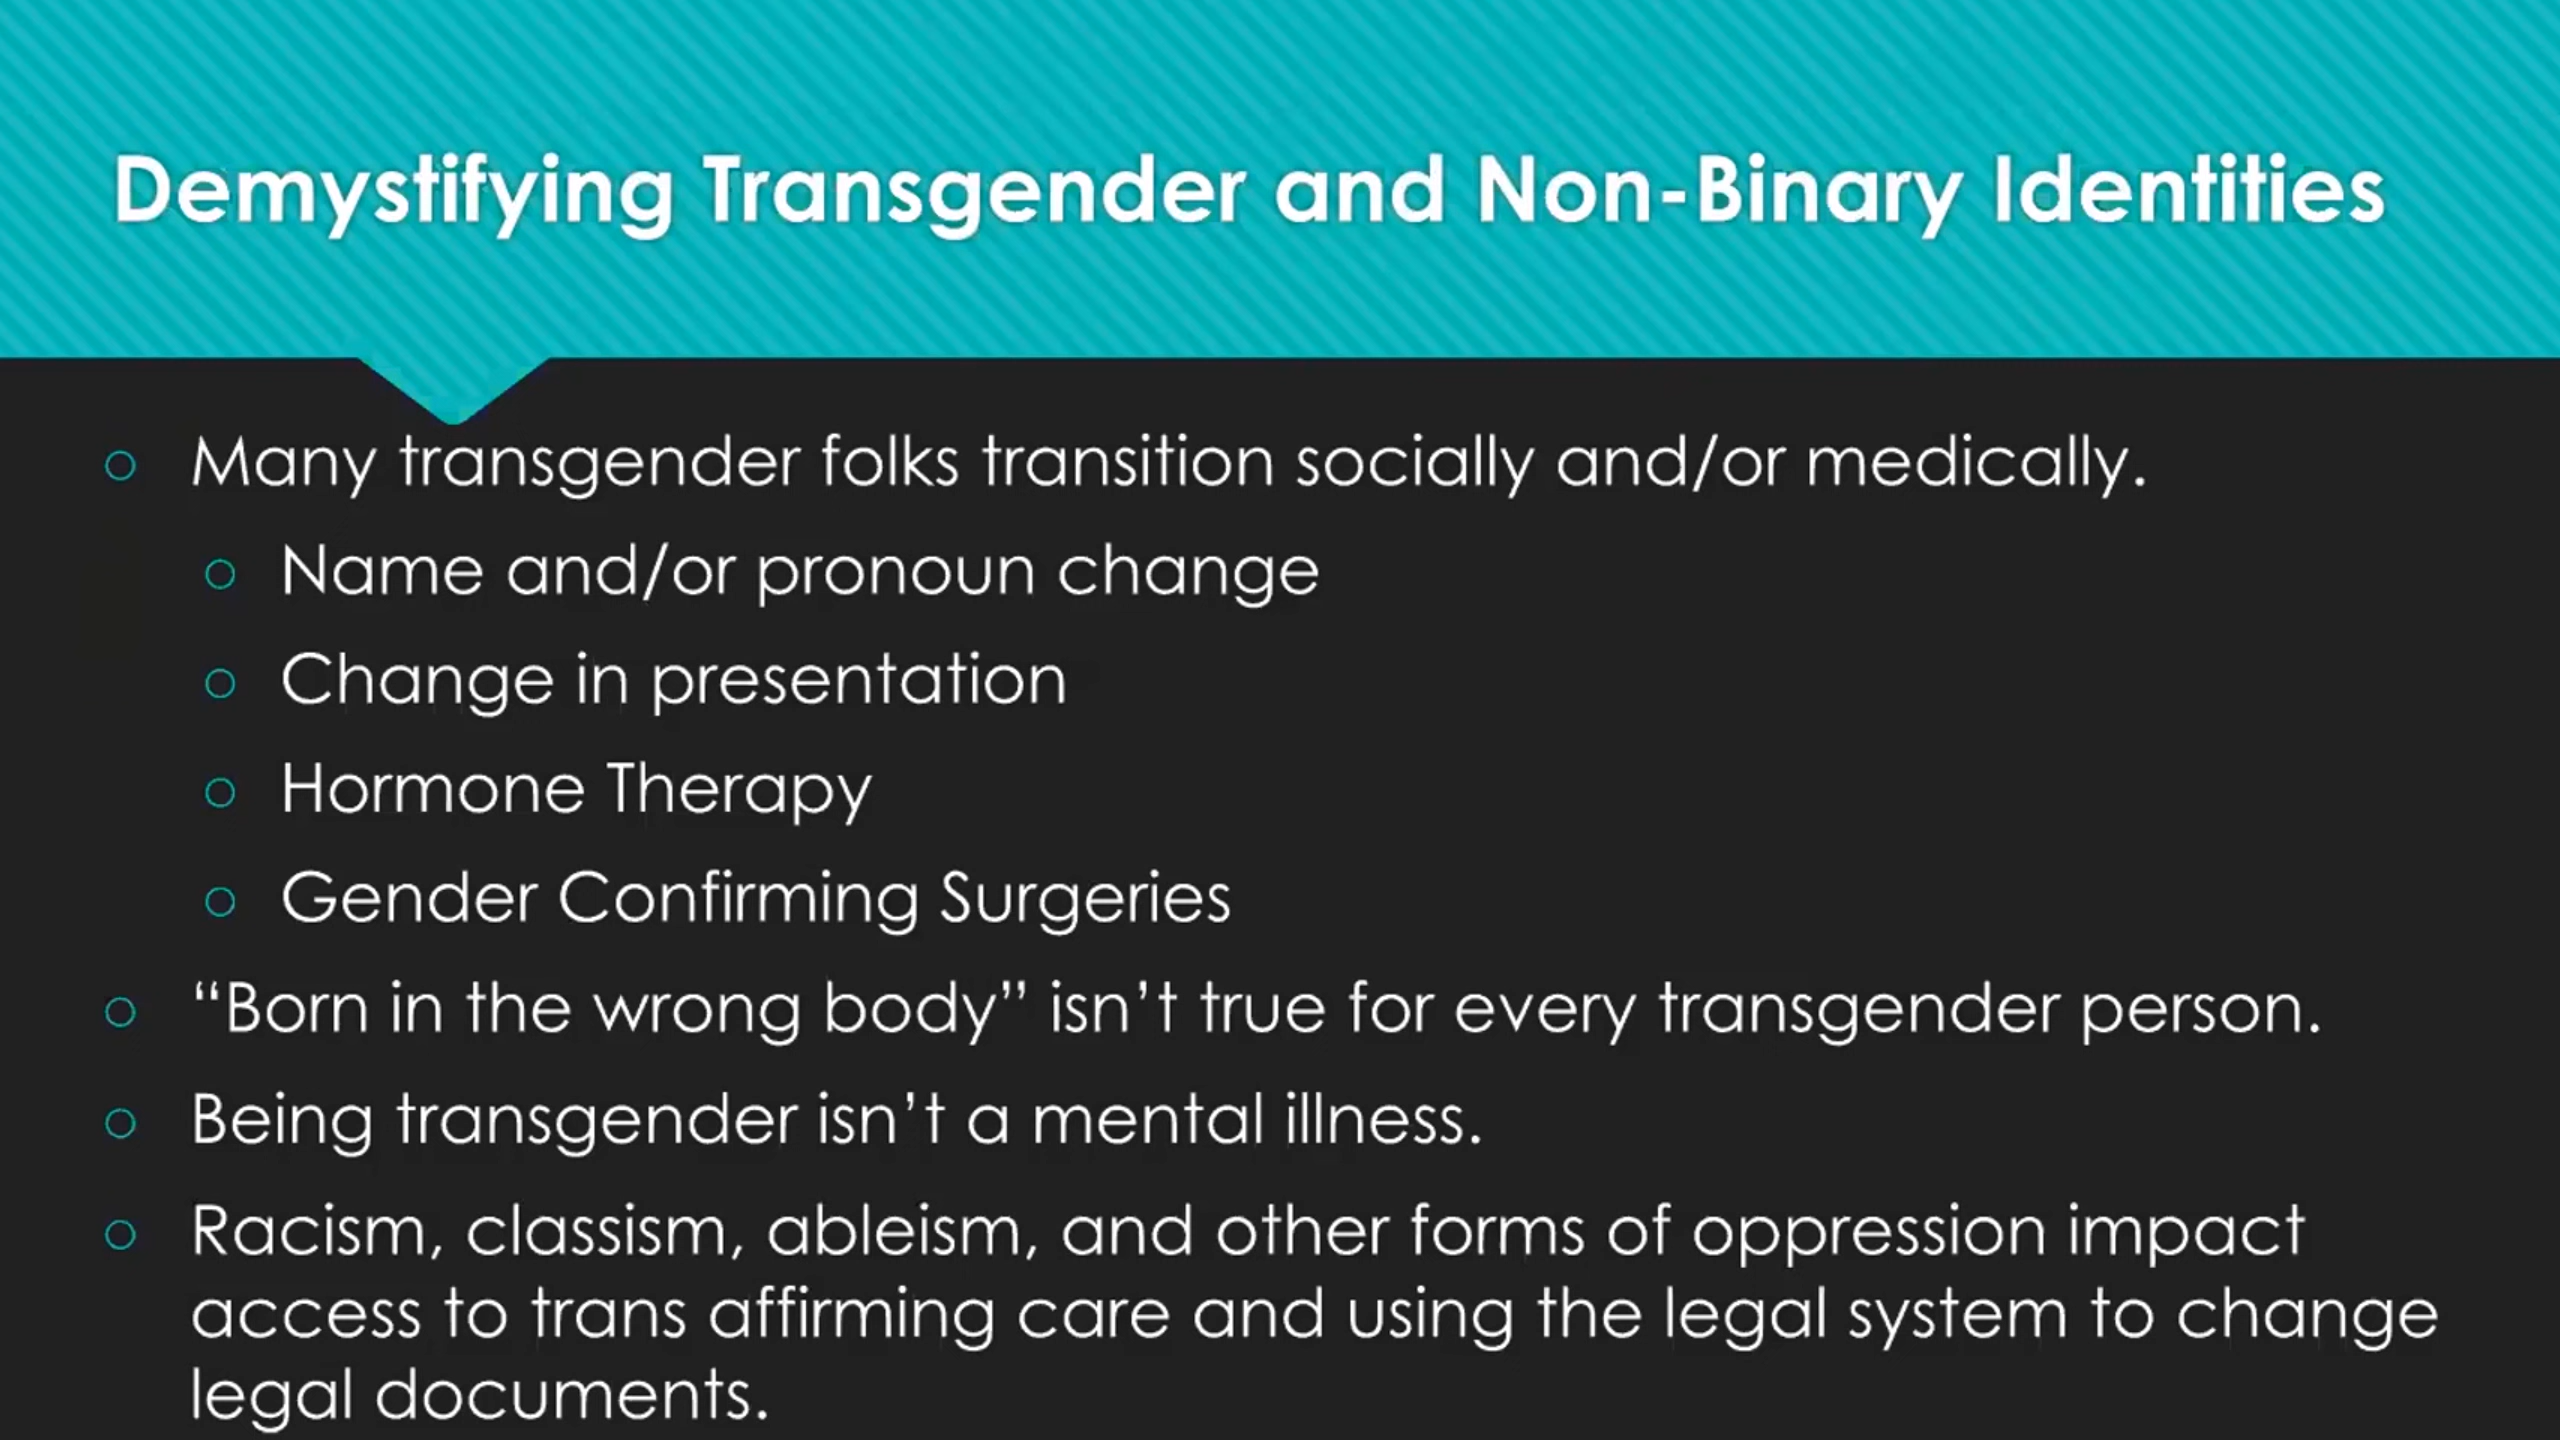 Demystifying Transgender and Non-Binary Identities
Many transgender folks transition socially and/or medically.
Name and/or pronoun change
Change in presentation
Hormone Therapy
Gender Confirming Surgeries
“Born in the wrong body” isn’t true for every transgender person.
Being transgender isn’t a mental illness.
Racism, classism, ableism, and other forms of oppression impact
access to trans affirming care and using the legal system to change
legal documents.